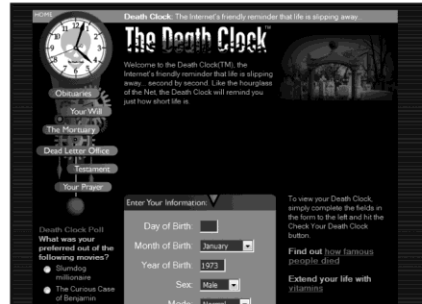 HOME
Death Clock: The Internet's friendly reminder that life is slipping away...
The Death Clock™
Welcome to the Death Clock(TM), the
Internet's friendly reminder that life is slipping
away... second by second. Like the hourglass
of the Net, the Death Clock will remind you
just how short life is.
Obituaries
Your Will
The Mortuary
Dead Letter Office
Testament
Your Prayer
Death Clock Poll
What was your
preferred out of the
following movies?
Slumdog
millionaire
The Curious Case
of Benjamin
Enter Your Information:
Day of Birth:
Month of Birth: January
Year of Birth: 1973
Sex: Male
Mode: Normal
To view your Death Clock,
simply complete the fields in
the form to the left and hit the
Check Your Death Clock
button.
Find out how famous
people died
Extend your life with
vitamins